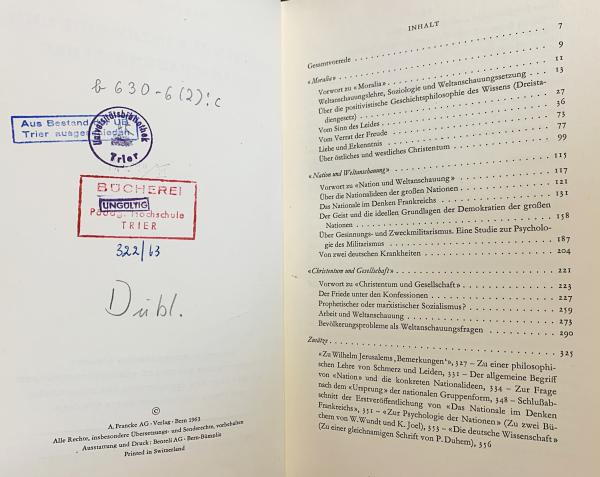 b 630-6(2):c
Aus Bestand der UB
Trier ausgeschieden
Universitätsbibliothek
Trier
BÜCHEREI
UNGÜLTIG
Pädag. Hochschule
TRIER
322/63
Dubl.
©
A. Francke AG · Verlag · Bern 1963
Alle Rechte, insbesondere Übersetzungs- und Sonderrechte, vorbehalten
Ausstattung und Druck: Benteli AG · Bern-Bümpliz
Printed in Switzerland
INHALT
Gesamtvorrede 7
«Moralia» 9
Vorwort zu «Moralia» 11
Weltanschauungslehre, Soziologie und Weltanschauungssetzung 13
Über die positivistische Geschichtsphilosophie des Wissens (Dreista-
diengesetz) 27
Vom Sinn des Leides 36
Vom Verrat der Freude 73
Liebe und Erkenntnis 77
Über östliches und westliches Christentum 99
«Nation und Weltanschauung» 115
Vorwort zu «Nation und Weltanschauung» 117
Über die Nationalideen der großen Nationen 121
Das Nationale im Denken Frankreichs 131
Der Geist und die ideellen Grundlagen der Demokratien der großen
Nationen 158
Über Gesinnungs- und Zweckmilitarismus. Eine Studie zur Psycholo-
gie des Militarismus 187
Von zwei deutschen Krankheiten 204
«Christentum und Gesellschaft» 221
Vorwort zu «Christentum und Gesellschaft» 223
Der Friede unter den Konfessionen 227
Prophetischer oder marxistischer Sozialismus? 259
Arbeit und Weltanschauung 273
Bevölkerungsprobleme als Weltanschauungsfragen 290
Zusätze 325
«Zu Wilhelm Jerusalems ‚Bemerkungen‘», 327 – Zu einer philosophi-
schen Lehre von Schmerz und Leiden, 331 – Der allgemeine Begriff
von «Nation» und die konkreten Nationalideen, 334 – Zur Frage
nach dem «Ursprung» der nationalen Gruppenform, 348 – Schlußab-
schnitt der Erstveröffentlichung von «Das Nationale im Denken
Frankreichs», 351 – «Zur Psychologie der Nationen» (Zu zwei Bü-
chern von W. Wundt und K. Joel), 353 – «Die deutsche Wissenschaft»
(Zu einer gleichnamigen Schrift von P. Duhem), 356